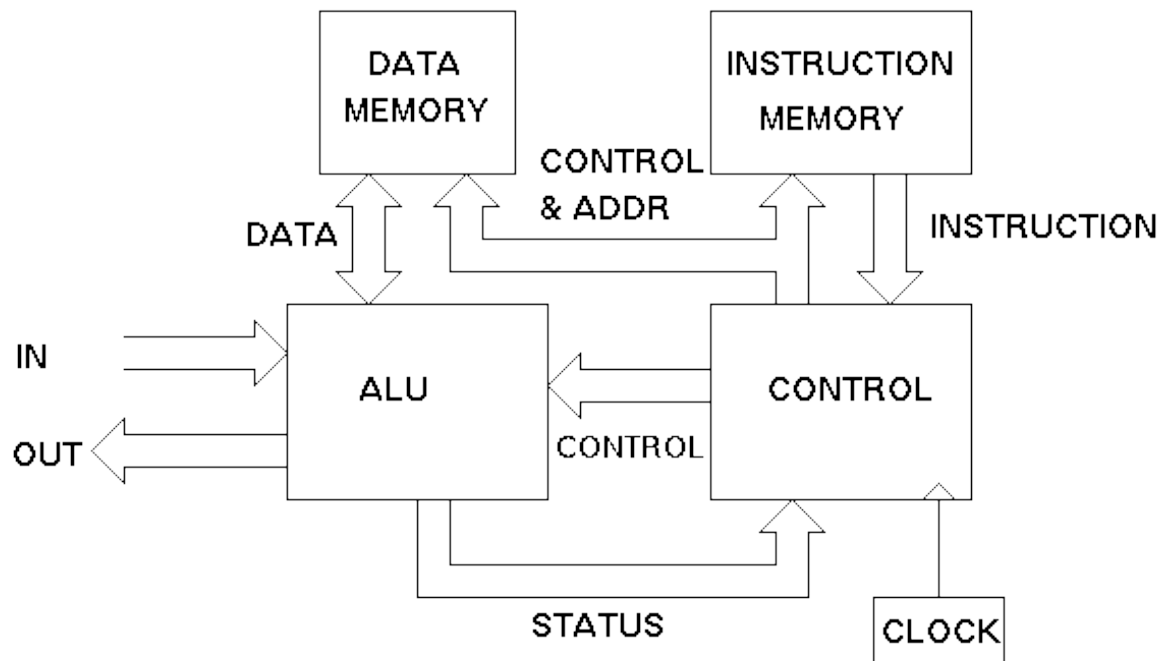 DATA
MEMORY
INSTRUCTION
MEMORY
CONTROL
& ADDR
DATA
INSTRUCTION
IN
ALU
CONTROL
OUT
CONTROL
STATUS
CLOCK